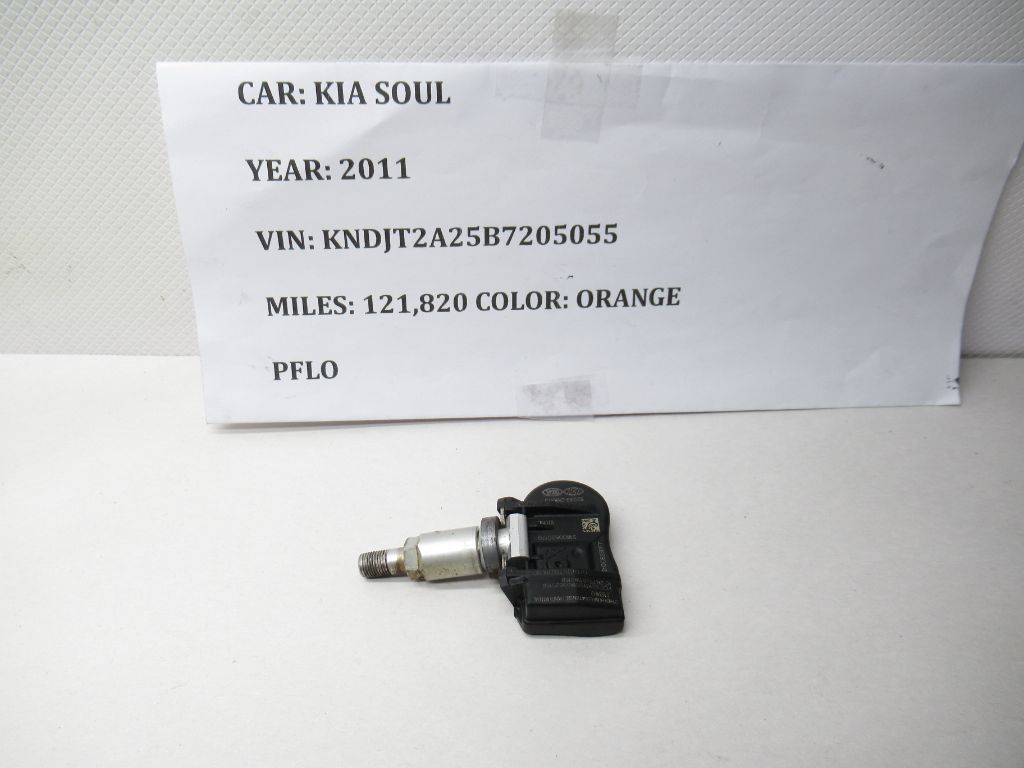 CAR: KIA SOUL
YEAR: 2011
VIN: KNDJT2A25B7205055
MILES: 121,820 COLOR: ORANGE
PFLO